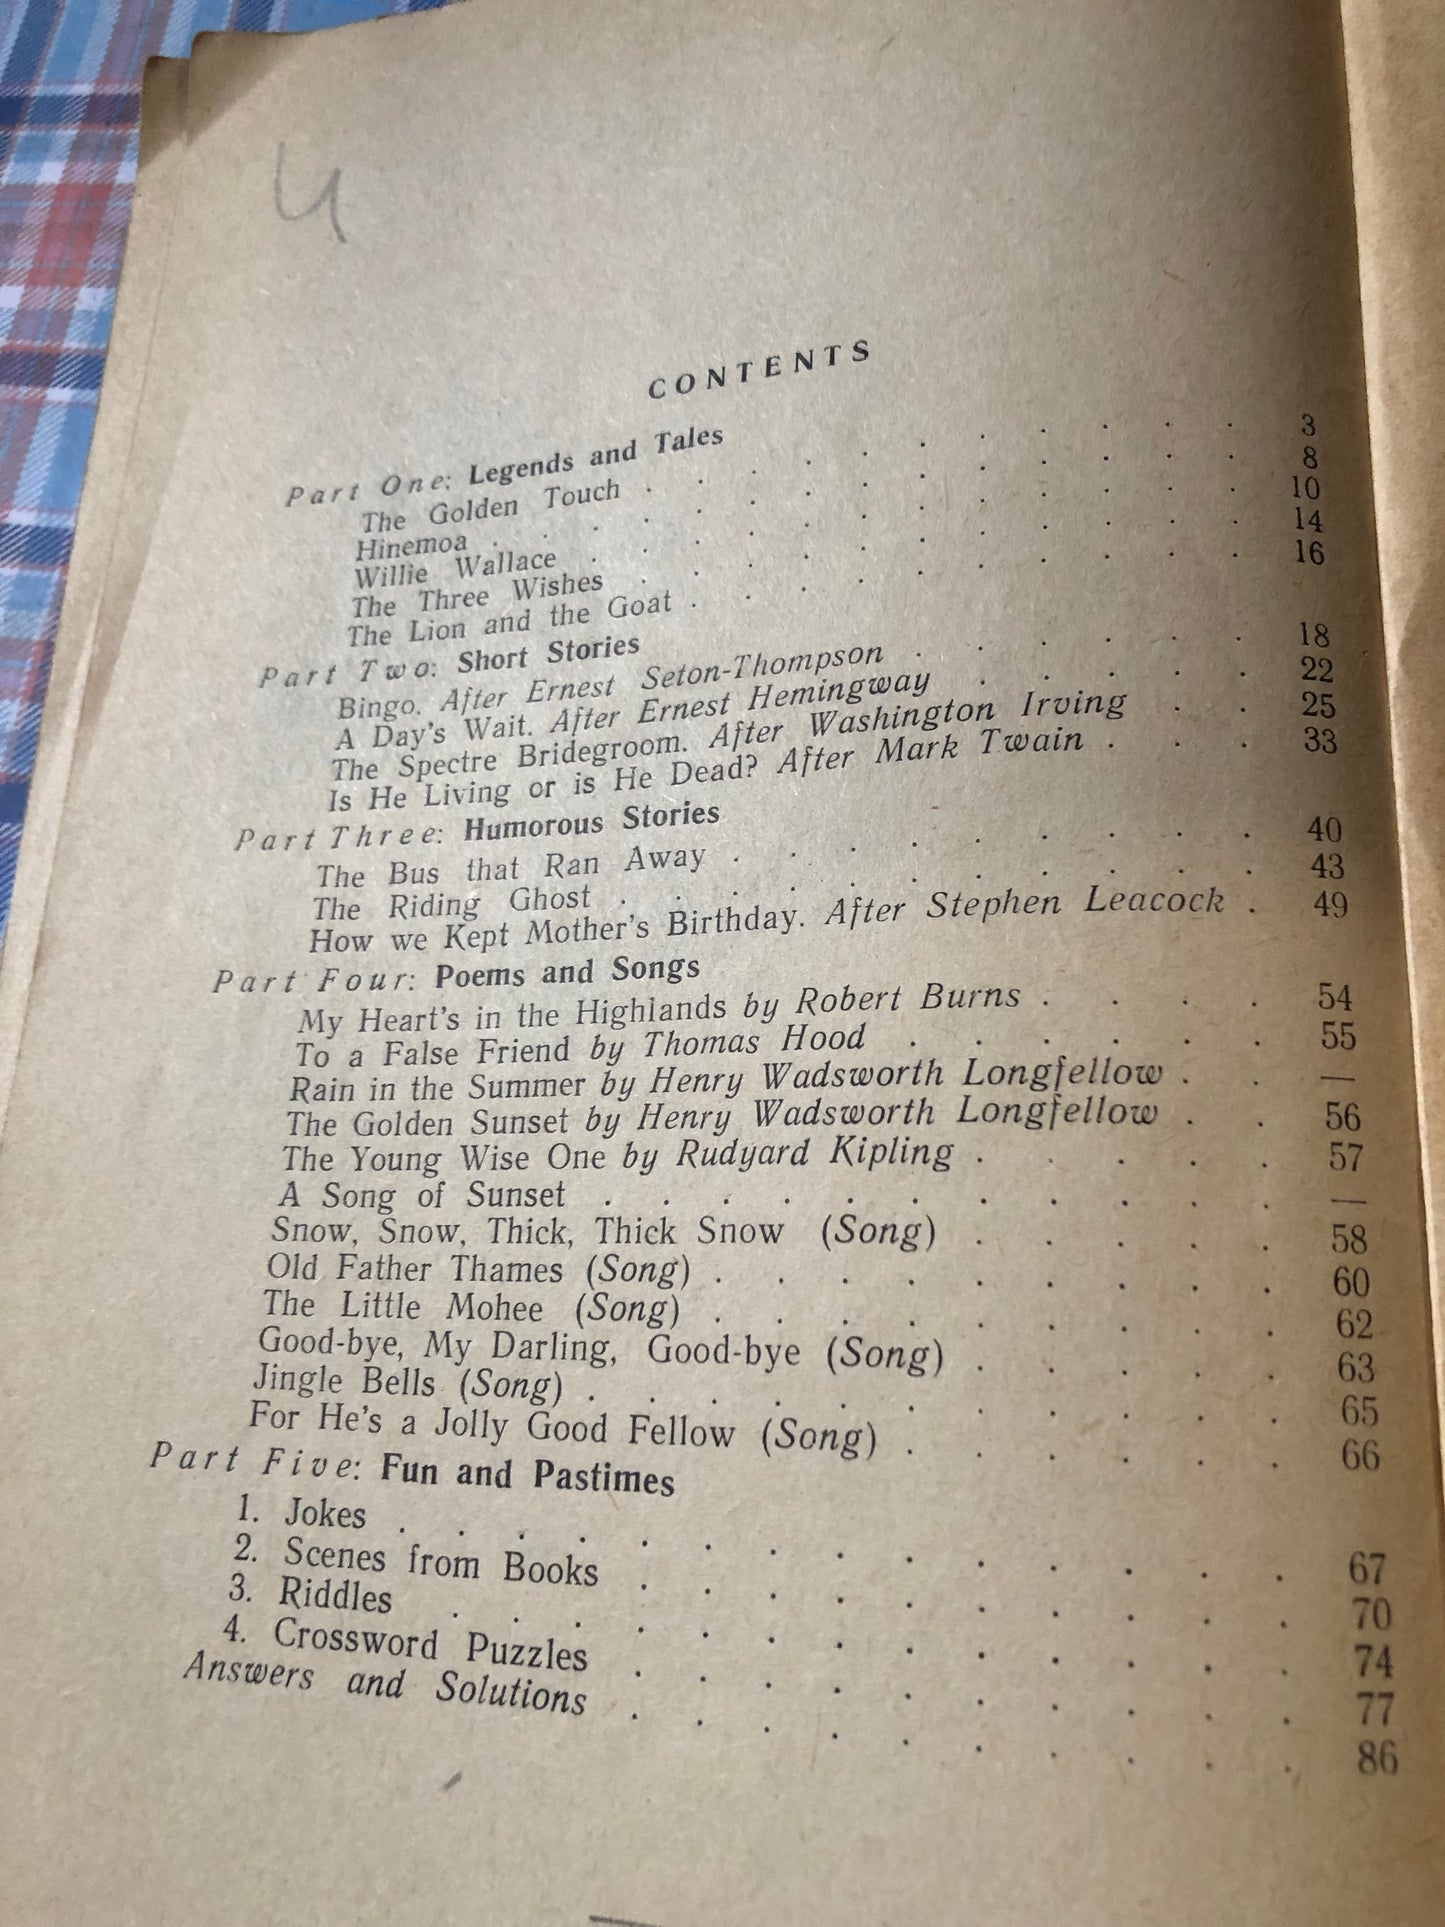 CONTENTS
Part One: Legends and Tales
The Golden Touch . . . . . . . . . . 3
Hinemoa . . . . . . . . . . 8
Willie Wallace . . . . . . . . . . 10
The Three Wishes . . . . . . . . . . 14
The Lion and the Goat . . . . . . . . . 16
Part Two: Short Stories
Bingo. After Ernest Seton-Thompson . . . . . . 18
A Day's Wait. After Ernest Hemingway . . . . . 22
The Spectre Bridegroom. After Washington Irving . . 25
Is He Living or is He Dead? After Mark Twain . . . 33
Part Three: Humorous Stories
The Bus that Ran Away . . . . . . . . 40
The Riding Ghost . . . . . . . . . . 43
How we Kept Mother's Birthday. After Stephen Leacock . 49
Part Four: Poems and Songs
My Heart's in the Highlands by Robert Burns . . . . 54
To a False Friend by Thomas Hood . . . . . . 55
Rain in the Summer by Henry Wadsworth Longfellow . . —
The Golden Sunset by Henry Wadsworth Longfellow . . 56
The Young Wise One by Rudyard Kipling . . . . . 57
A Song of Sunset . . . . . . . . . . —
Snow, Snow, Thick, Thick Snow (Song) . . . . . 58
Old Father Thames (Song) . . . . . . . . 60
The Little Mohee (Song) . . . . . . . . . 62
Good-bye, My Darling, Good-bye (Song) . . . . . 63
Jingle Bells (Song) . . . . . . . . . . 65
For He's a Jolly Good Fellow (Song) . . . . . . 66
Part Five: Fun and Pastimes
1. Jokes . . . . . . . . . . . . . 67
2. Scenes from Books . . . . . . . . . 70
3. Riddles . . . . . . . . . . . . 74
4. Crossword Puzzles . . . . . . . . . 77
Answers and Solutions . . . . . . . . . 86